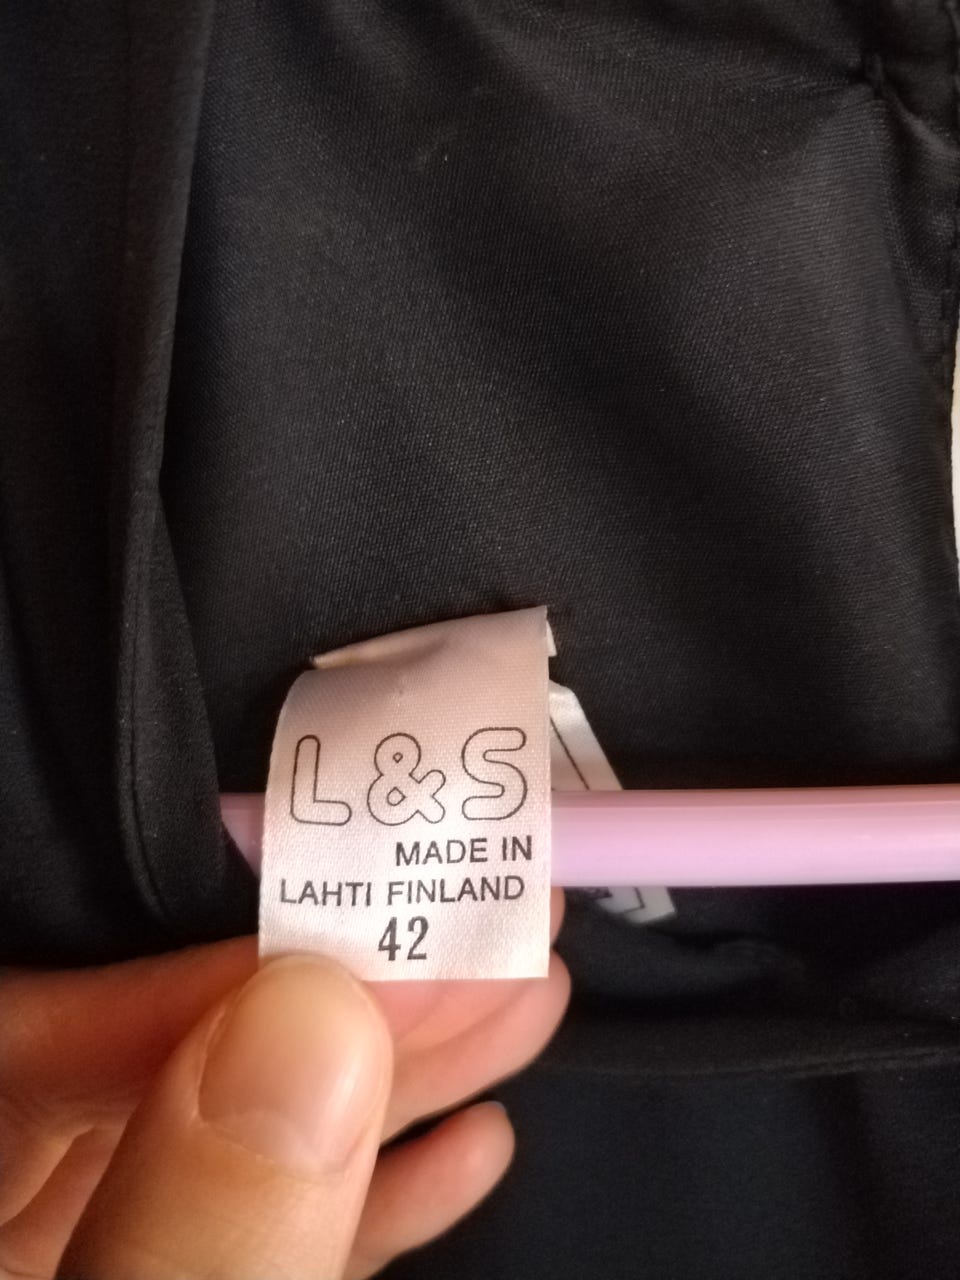 L&S
MADE IN
LAHTI FINLAND
42